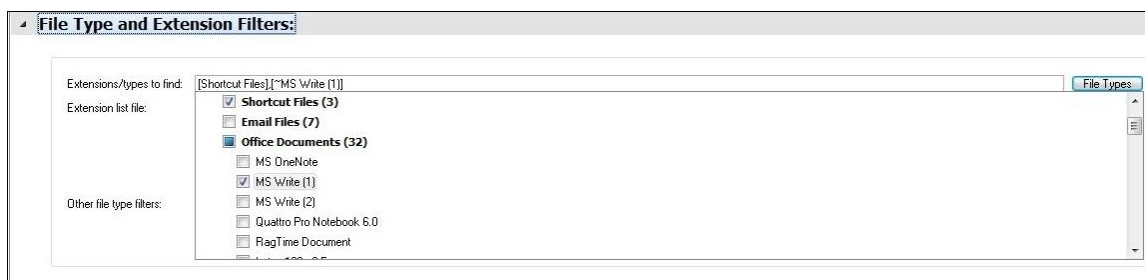 File Type and Extension Filters:
Extensions/types to find: [Shortcut Files],[~MS Write (1)] File Types
Extension list file:
Shortcut Files (3)
Email Files (7)
Office Documents (32)
MS OneNote
MS Write (1)
Other file type filters:
MS Write (2)
Quattro Pro Notebook 6.0
RagTime Document